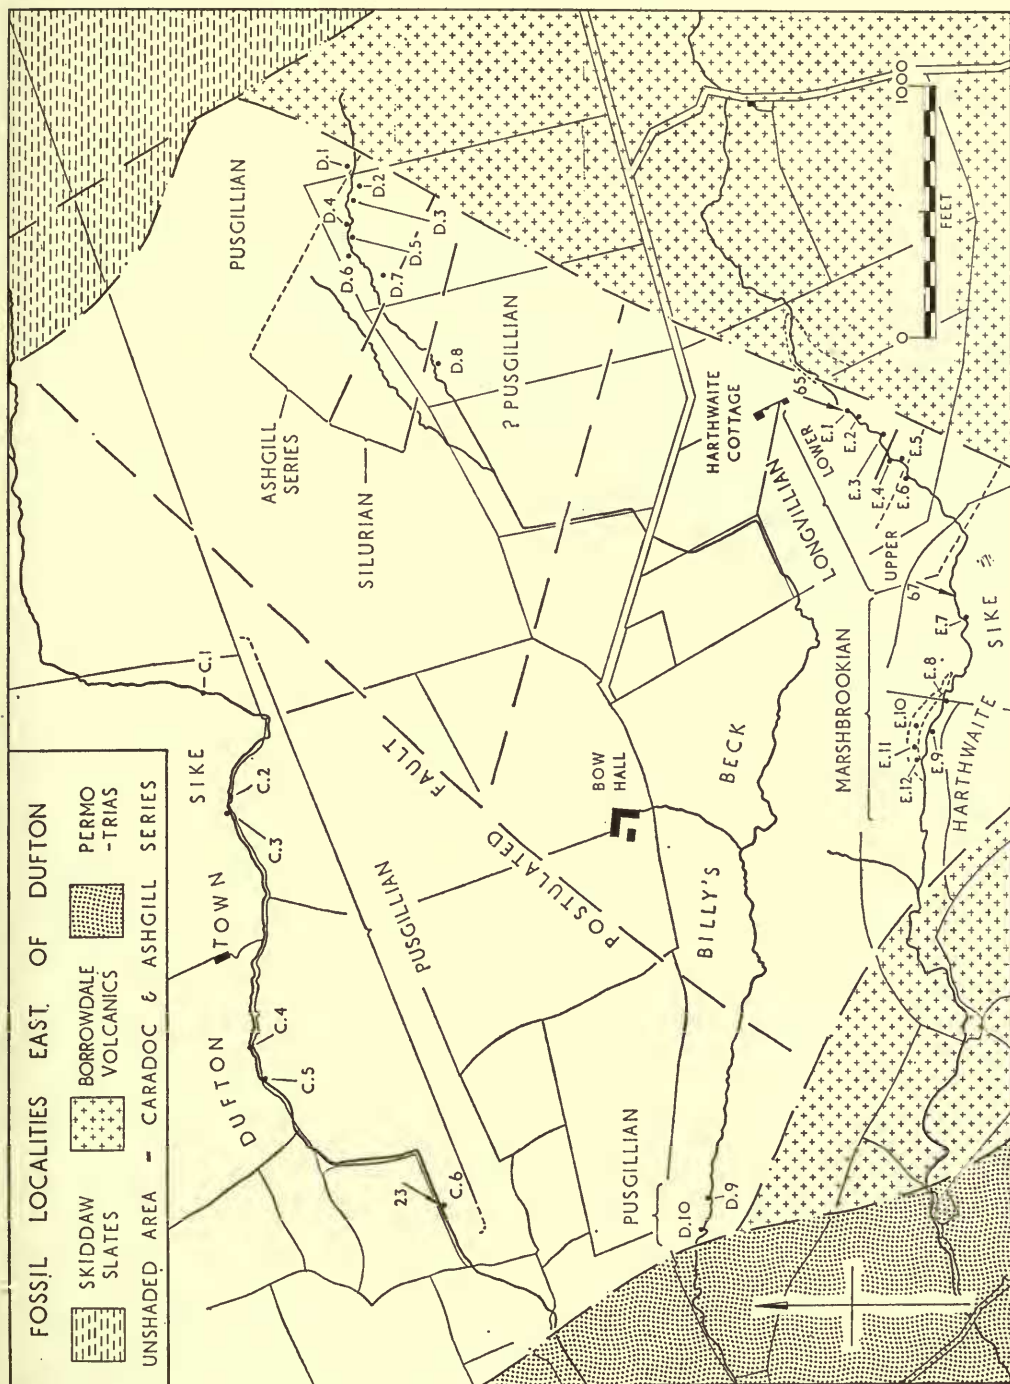 FOSSIL LOCALITIES EAST OF DUFTON
SKIDDAW
SLATES
BORROWDALE
VOLCANICS
PERMO
-TRIAS
UNSHADED AREA - CARADOC & ASHGILL SERIES
DUFTON TOWN SIKE
C.1
C.2
C.3
C.4
C.5
C.6
23
PUSGILLIAN
POSTULATED FAULT
PUSGILLIAN
ASHGILL
SERIES
SILURIAN
D.1
D.2
D.3
D.4
D.5
D.6
D.7
D.8
? PUSGILLIAN
BOW
HALL
HARTHWAITE
COTTAGE
BILLY'S BECK
PUSGILLIAN
D.10
D.9
MARSHBROOKIAN
LONGVILLIAN
UPPER
LOWER
65
67
E.1
E.2
E.3
E.4
E.5
E.6
E.7
E.8
E.9
E.10
E.11
E.12
HARTHWAITE SIKE
0
1000
FEET